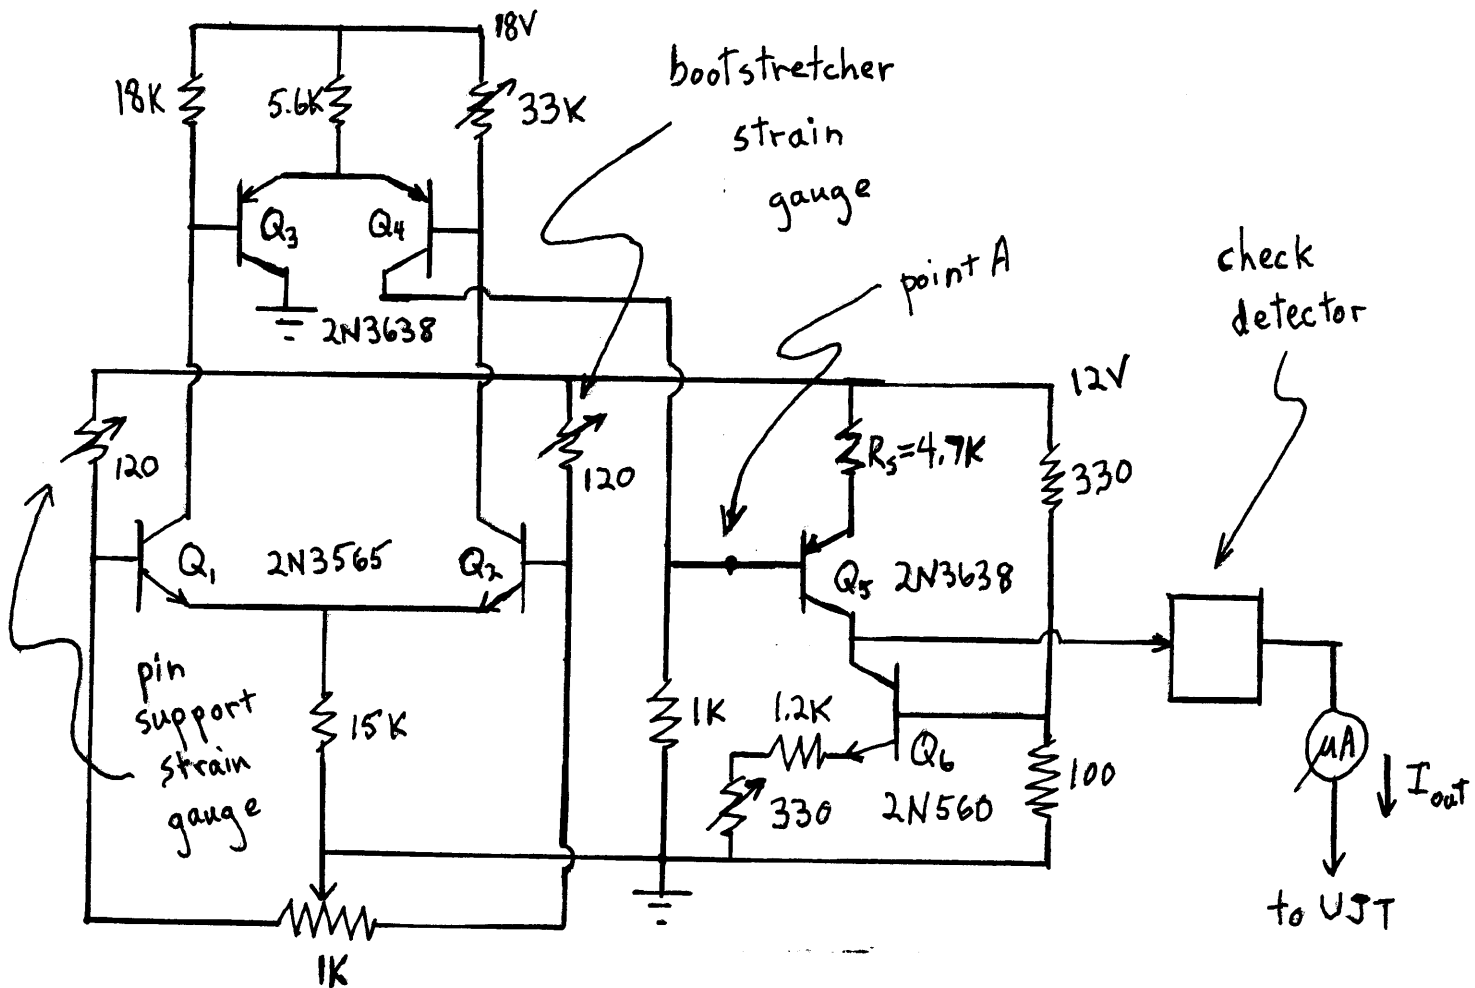 18V
18K
5.6K
33K
bootstretcher
strain
gauge
Q3
Q4
2N3638
point A
check
detector
12V
120
120
Rs=4.7K
330
Q1
2N3565
Q2
Q5
2N3638
pin
support
strain
gauge
15K
1K
1.2K
Q6
330
2N560
100
μA
Iout
to UJT
1K